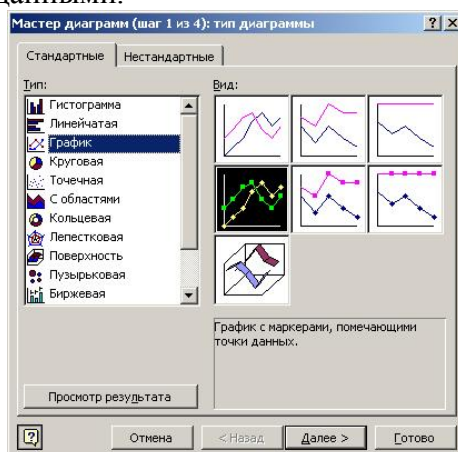 данными.
Мастер диаграмм (шаг 1 из 4): тип диаграммы
Стандартные
Нестандартные
Тип:
Гистограмма
Линейчатая
График
Круговая
Точечная
С областями
Кольцевая
Лепестковая
Поверхность
Пузырьковая
Биржевая
Вид:
График с маркерами, помечающими
точки данных.
Просмотр результата
Отмена
< Назад
Далее >
Готово